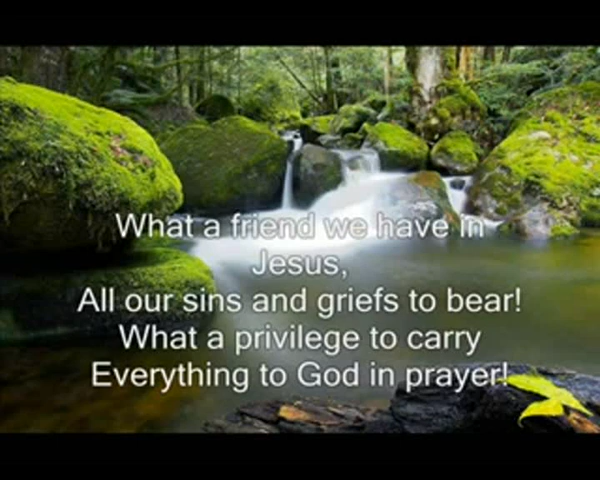 What a friend we have in
Jesus,
All our sins and griefs to bear!
What a privilege to carry
Everything to God in prayer!